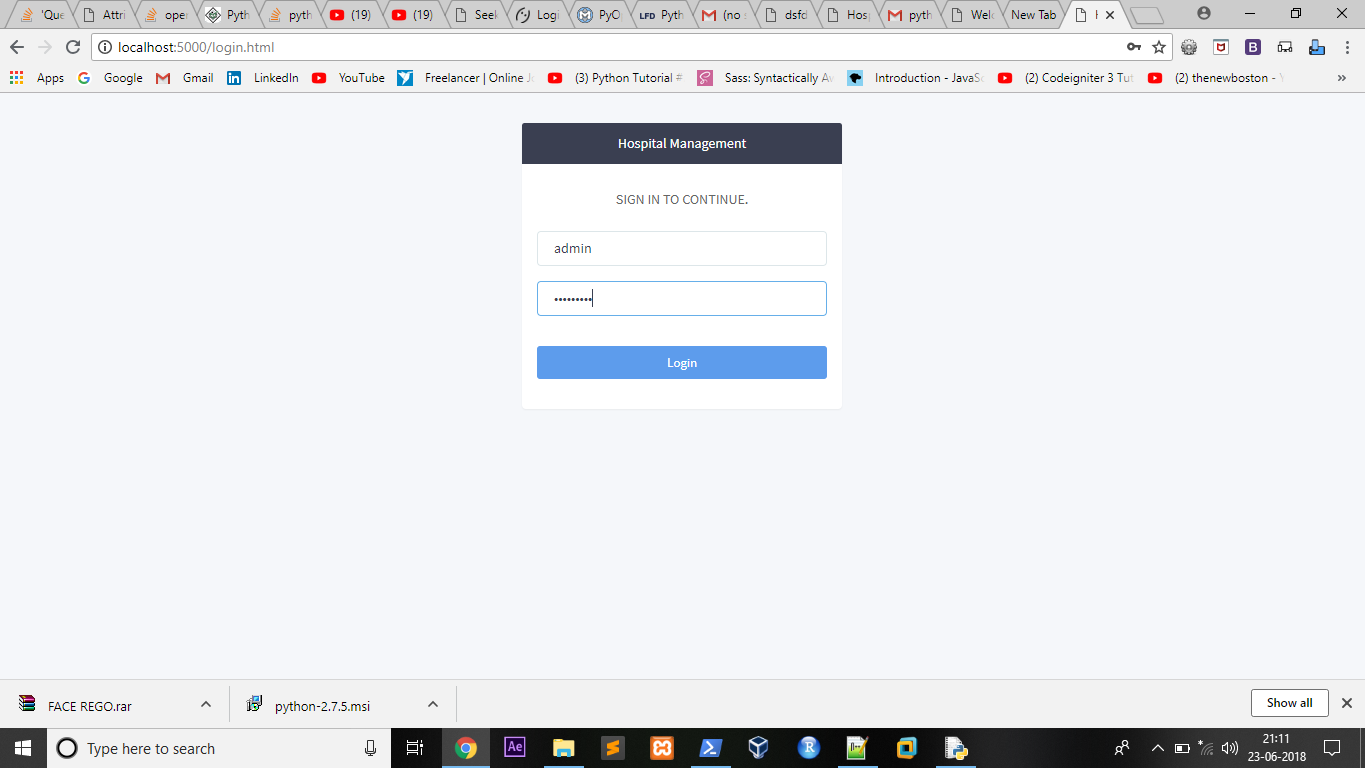 'Que
Attri
oper
Pyth
pyth
(19)
(19)
Seek
Logi
PyO
LFD Pyth
(no s
dsfd
Hosp
pyth
Welc
New Tab
localhost:5000/login.html
Apps
Google
Gmail
LinkedIn
YouTube
Freelancer | Online Jo
(3) Python Tutorial #
Sass: Syntactically Aw
Introduction - JavaSc
(2) Codeigniter 3 Tut
(2) thenewboston - Y
Hospital Management
SIGN IN TO CONTINUE.
admin
•••••••••
Login
FACE REGO.rar
python-2.7.5.msi
Show all
Type here to search
Ae
21:11
23-06-2018